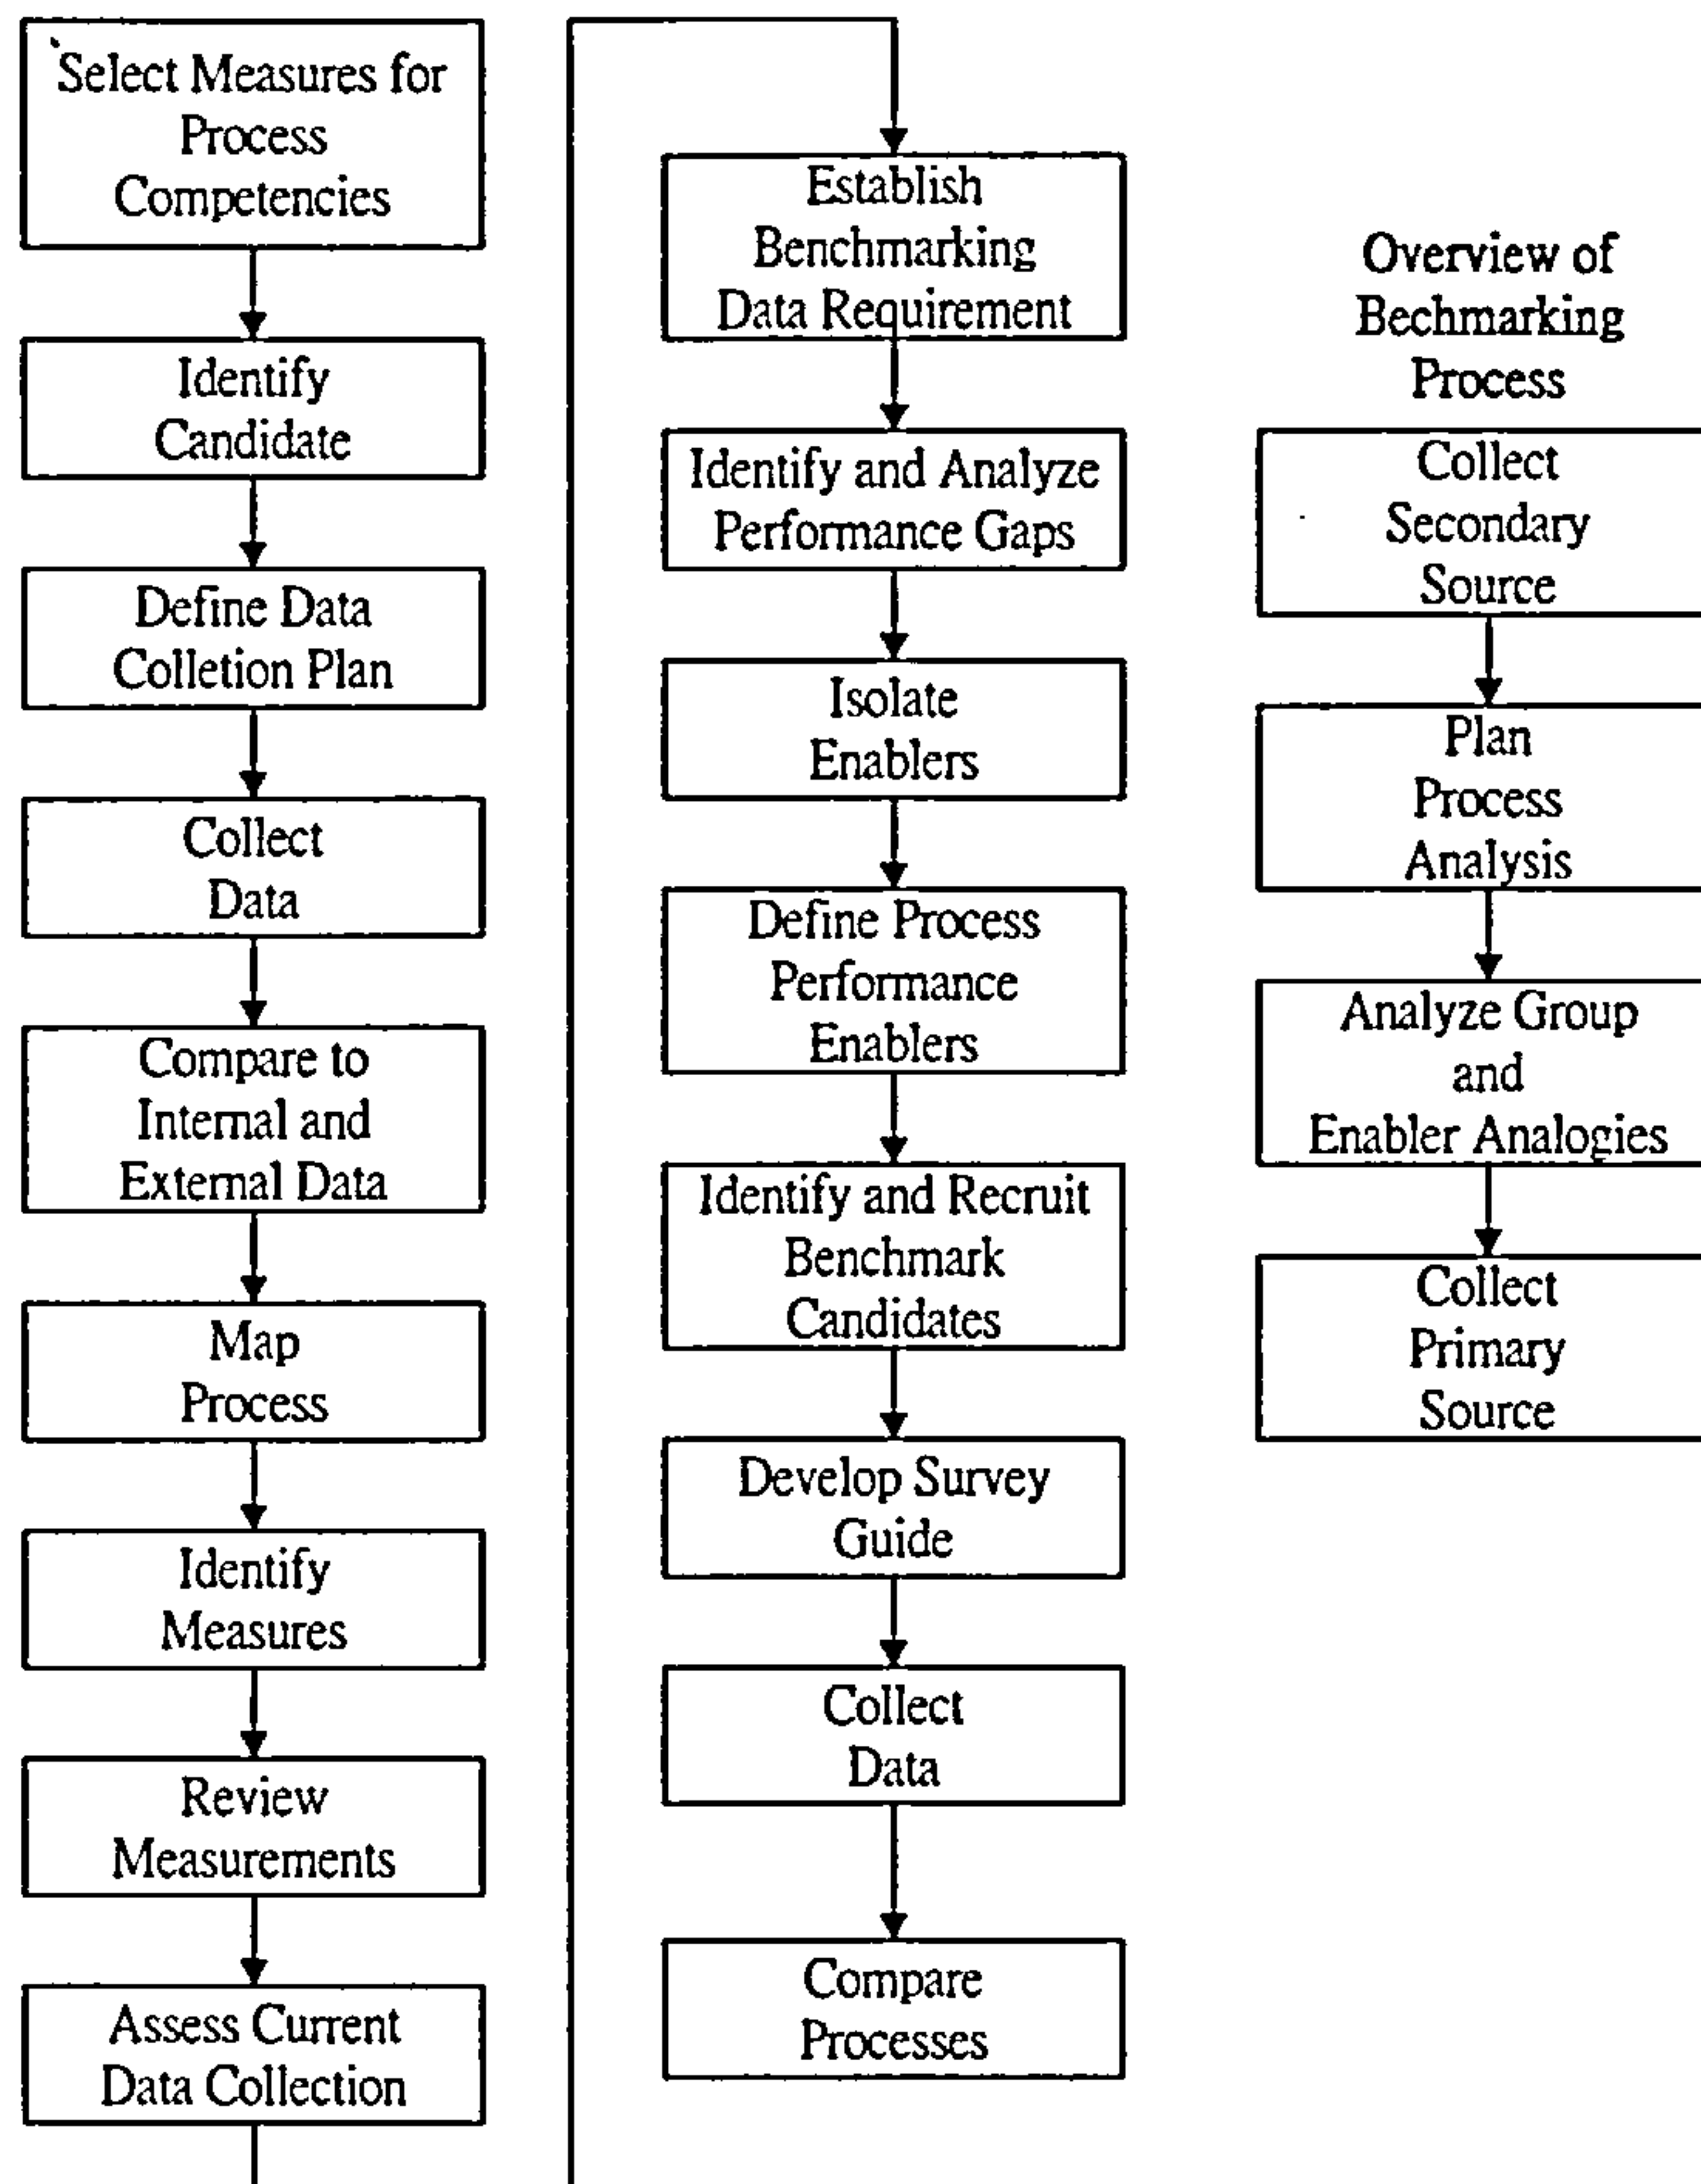 Select Measures for
Process
Competencies
Identify
Candidate
Define Data
Colletion Plan
Collect
Data
Compare to
Internal and
External Data
Map
Process
Identify
Measures
Review
Measurements
Assess Current
Data Collection
Establish
Benchmarking
Data Requirement
Identify and Analyze
Performance Gaps
Isolate
Enablers
Define Process
Performance
Enablers
Identify and Recruit
Benchmark
Candidates
Develop Survey
Guide
Collect
Data
Compare
Processes
Overview of
Bechmarking
Process
Collect
Secondary
Source
Plan
Process
Analysis
Analyze Group
and
Enabler Analogies
Collect
Primary
Source